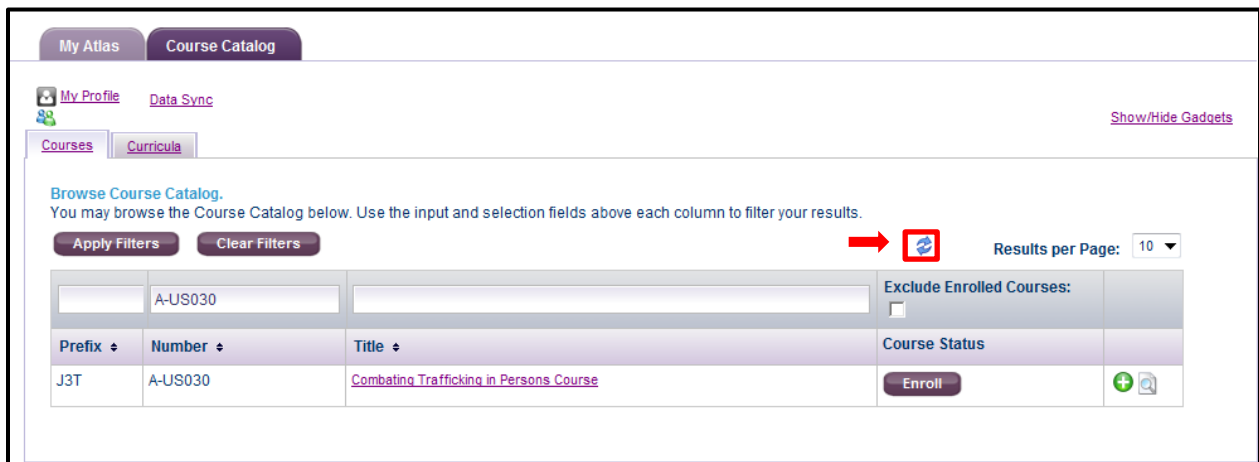 My Atlas Course Catalog
My Profile Data Sync
Show/Hide Gadgets
Courses Curricula
Browse Course Catalog.
You may browse the Course Catalog below. Use the input and selection fields above each column to filter your results.
Apply Filters Clear Filters Results per Page: 10
A-US030 Exclude Enrolled Courses:
Prefix Number Title Course Status
J3T A-US030 Combating Trafficking in Persons Course Enroll